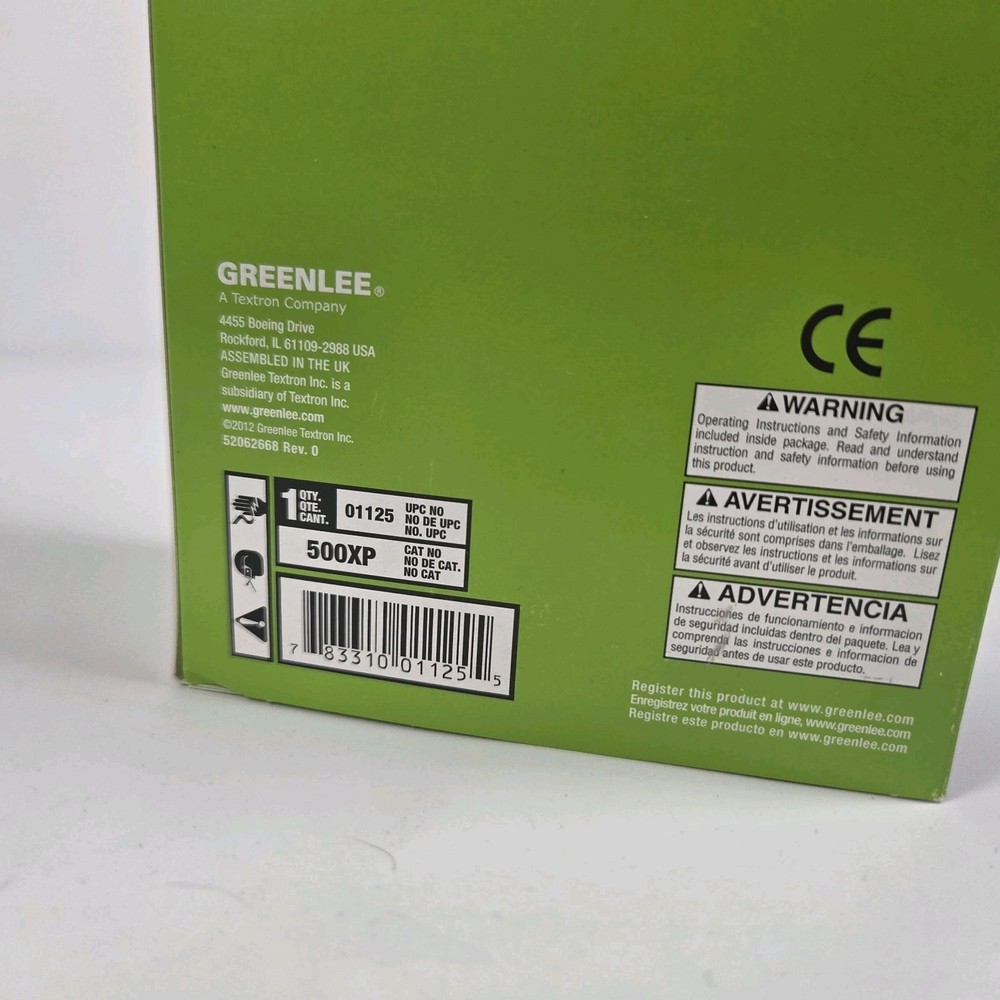 GREENLEE®
A Textron Company
4455 Boeing Drive
Rockford, IL 61109-2988 USA
ASSEMBLED IN THE UK
Greenlee Textron Inc. is a
subsidiary of Textron Inc.
www.greenlee.com
©2012 Greenlee Textron Inc.
52062668 Rev. 0
1 QTY.
QTE.
CANT.
01125
UPC NO
NO DE UPC
NO. UPC
500XP
CAT NO
NO DE CAT.
NO CAT
7 83310 01125 5
CE
WARNING
Operating Instructions and Safety Information
included inside package. Read and understand
instruction and safety information before using
this product.
AVERTISSEMENT
Les instructions d'utilisation et les informations sur
la sécurité sont comprises dans l'emballage. Lisez
et observez les instructions et les informations sur
la sécurité avant d'utiliser le produit.
ADVERTENCIA
Instrucciones de funcionamiento e informacion
de seguridad incluidas dentro del paquete. Lea y
comprenda las instrucciones e informacion de
seguridad antes de usar este producto.
Register this product at www.greenlee.com
Enregistrez votre produit en ligne, www.greenlee.com
Registre este producto en www.greenlee.com